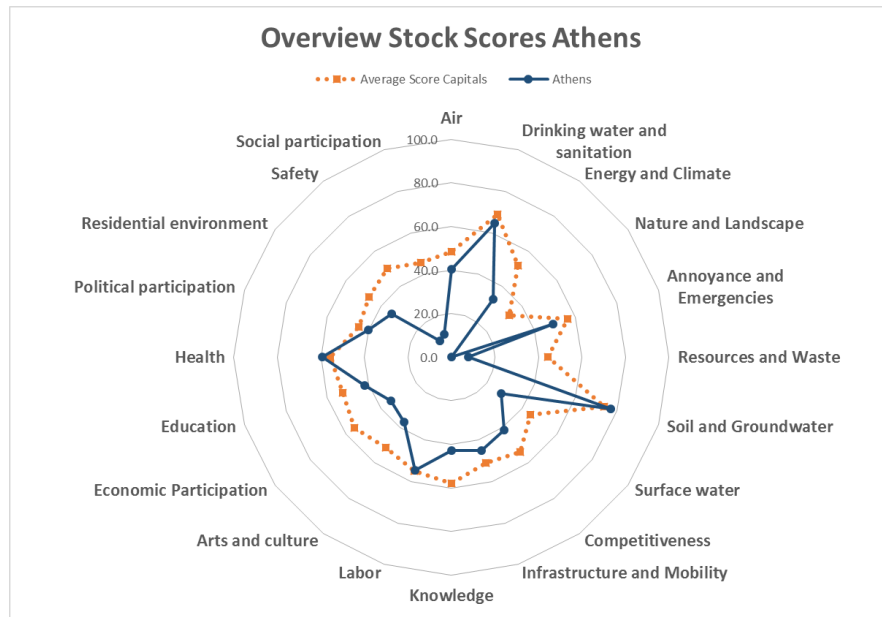 Overview Stock Scores Athens
Average Score Capitals
Athens
Air
Drinking water and
sanitation
Energy and Climate
Nature and Landscape
Annoyance and
Emergencies
Resources and Waste
Soil and Groundwater
Surface water
Competitiveness
Infrastructure and Mobility
Knowledge
Labor
Arts and culture
Economic Participation
Education
Health
Political participation
Residential environment
Safety
Social participation
100.0
80.0
60.0
40.0
20.0
0.0